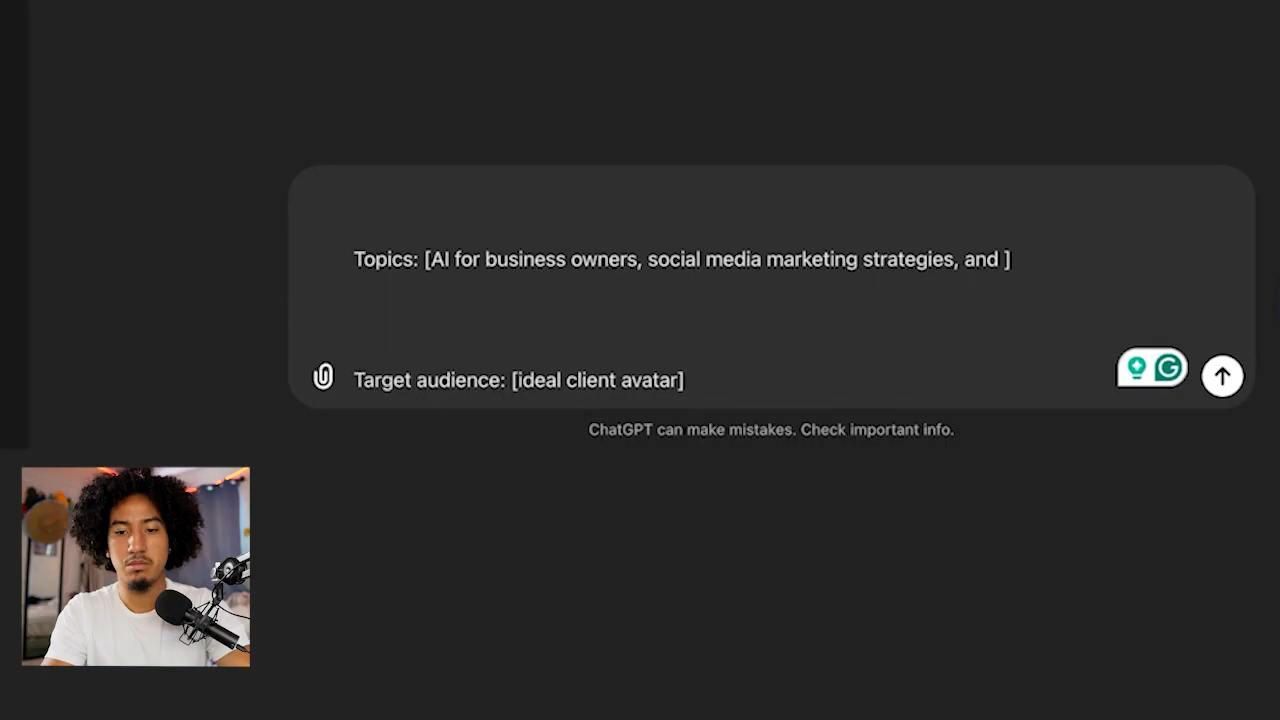 Topics: [AI for business owners, social media marketing strategies, and ]
Target audience: [ideal client avatar]
ChatGPT can make mistakes. Check important info.